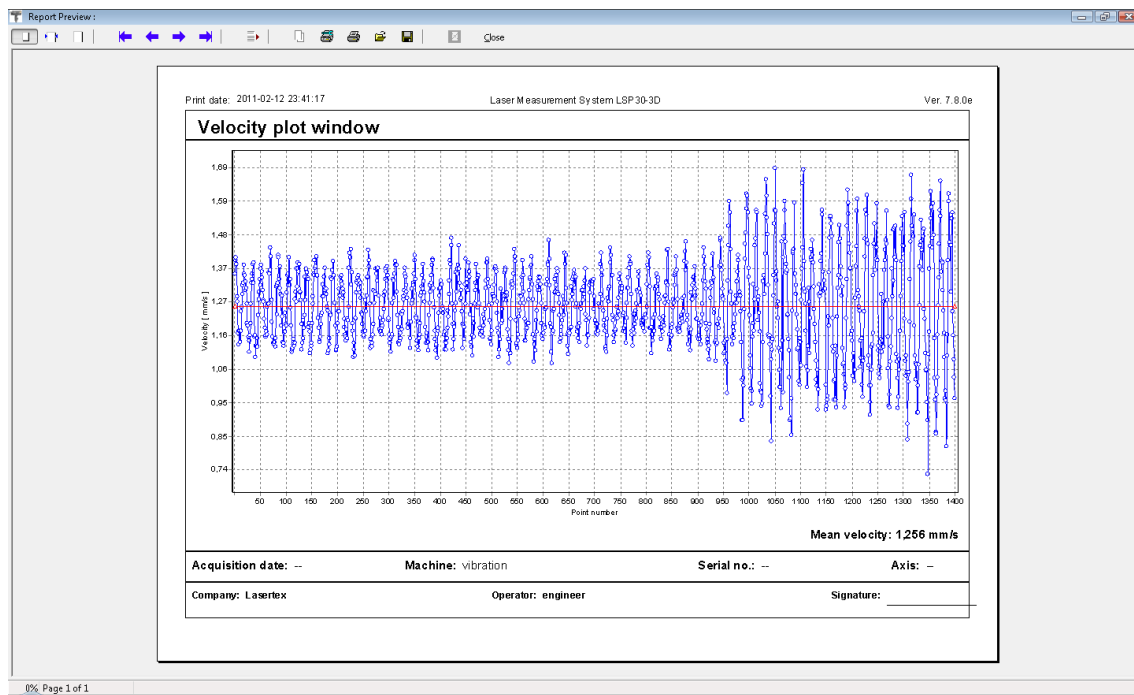 Report Preview :
Close
Print date: 2011-02-12 23:41:17 Laser Measurement System LSP30-3D Ver. 7.8.0e
Velocity plot window
1,69
1,59
1,48
1,37
1,27
1,16
1,06
0,95
0,85
0,74
Velocity [ mm/s ]
50 100 150 200 250 300 350 400 450 500 550 600 650 700 750 800 850 900 950 1000 1050 1100 1150 1200 1250 1300 1350 1400
Point number
Mean velocity: 1,256 mm/s
Acquisition date: -- Machine: vibration Serial no.: -- Axis: --
Company: Lasertex Operator: engineer Signature:
0% Page 1 of 1